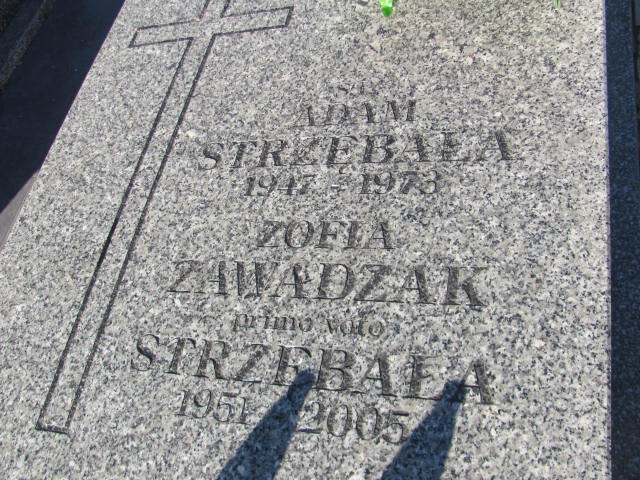 ŚP.
ADAM
STRZĘBAŁA
1947 - 1973
ZOFIA
ZAWADZAK
primo voto
STRZĘBAŁA
1951 - 2005